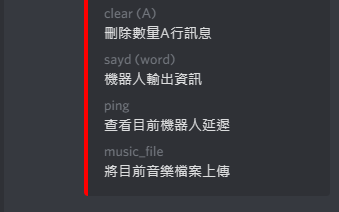 clear (A)
刪除數量A行訊息
sayd (word)
機器人輸出資訊
ping
查看目前機器人延遲
music_file
將目前音樂檔案上傳